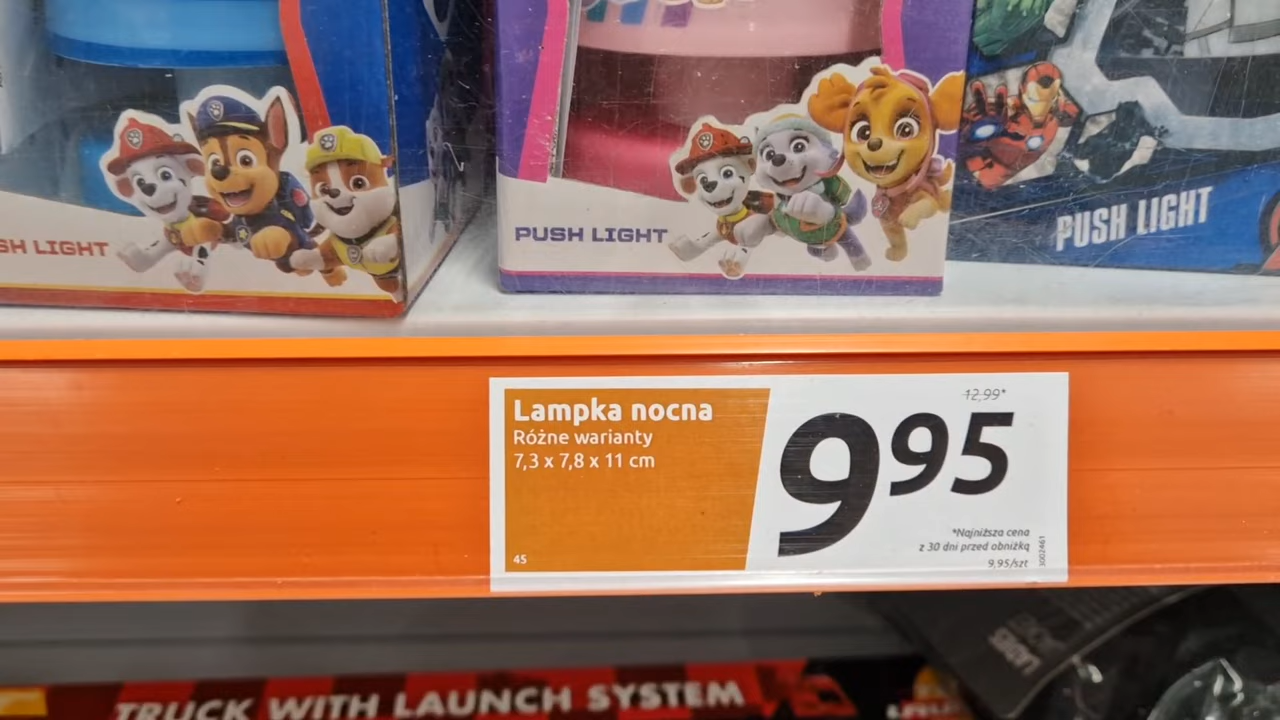 SH LIGHT
PUSH LIGHT
PUSH LIGHT
Lampka nocna
Różne warianty
7,3 x 7,8 x 11 cm
45
12,99*
995
*Najniższa cena
z 30 dni przed obniżką
9,95/szt
3002461
TRUCK WITH LAUNCH SYSTEM